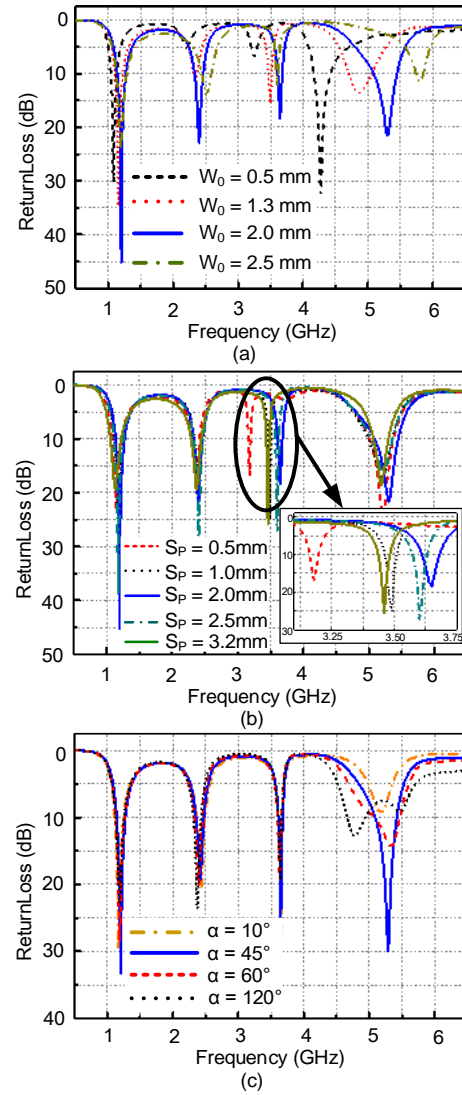 0
10
20
30
40
50
ReturnLoss (dB)
W0 = 0.5 mm
W0 = 1.3 mm
W0 = 2.0 mm
W0 = 2.5 mm
1 2 3 4 5 6
Frequency (GHz)
(a)
0
10
20
30
40
50
ReturnLoss (dB)
SP = 0.5mm
SP = 1.0mm
SP = 2.0mm
SP = 2.5mm
SP = 3.2mm
0
10
20
30
3.25 3.50 3.75
1 2 3 4 5 6
Frequency (GHz)
(b)
0
10
20
30
40
ReturnLoss (dB)
α = 10°
α = 45°
α = 60°
α = 120°
1 2 3 4 5 6
Frequency (GHz)
(c)